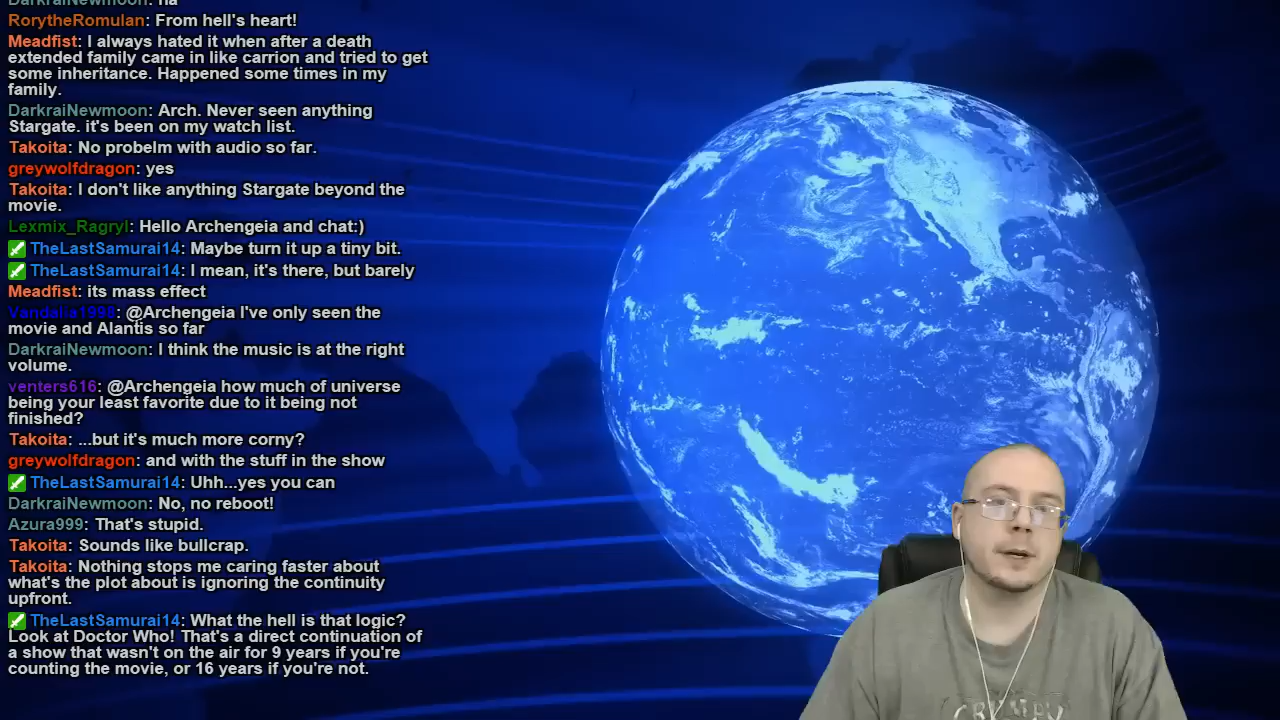 DarkraiNewmoon: ha
RorytheRomulan: From hell's heart!
Meadfist: I always hated it when after a death
extended family came in like carrion and tried to get
some inheritance. Happened some times in my
family.
DarkraiNewmoon: Arch. Never seen anything
Stargate. it's been on my watch list.
Takoita: No probelm with audio so far.
greywolfdragon: yes
Takoita: I don't like anything Stargate beyond the
movie.
Lexmix_Ragryl: Hello Archengeia and chat:)
TheLastSamurai14: Maybe turn it up a tiny bit.
TheLastSamurai14: I mean, it's there, but barely
Meadfist: its mass effect
Vandalia1998: @Archengeia I've only seen the
movie and Alantis so far
DarkraiNewmoon: I think the music is at the right
volume.
venters616: @Archengeia how much of universe
being your least favorite due to it being not
finished?
Takoita: ...but it's much more corny?
greywolfdragon: and with the stuff in the show
TheLastSamurai14: Uhh...yes you can
DarkraiNewmoon: No, no reboot!
Azura999: That's stupid.
Takoita: Sounds like bullcrap.
Takoita: Nothing stops me caring faster about
what's the plot about is ignoring the continuity
upfront.
TheLastSamurai14: What the hell is that logic?
Look at Doctor Who! That's a direct continuation of
a show that wasn't on the air for 9 years if you're
counting the movie, or 16 years if you're not.